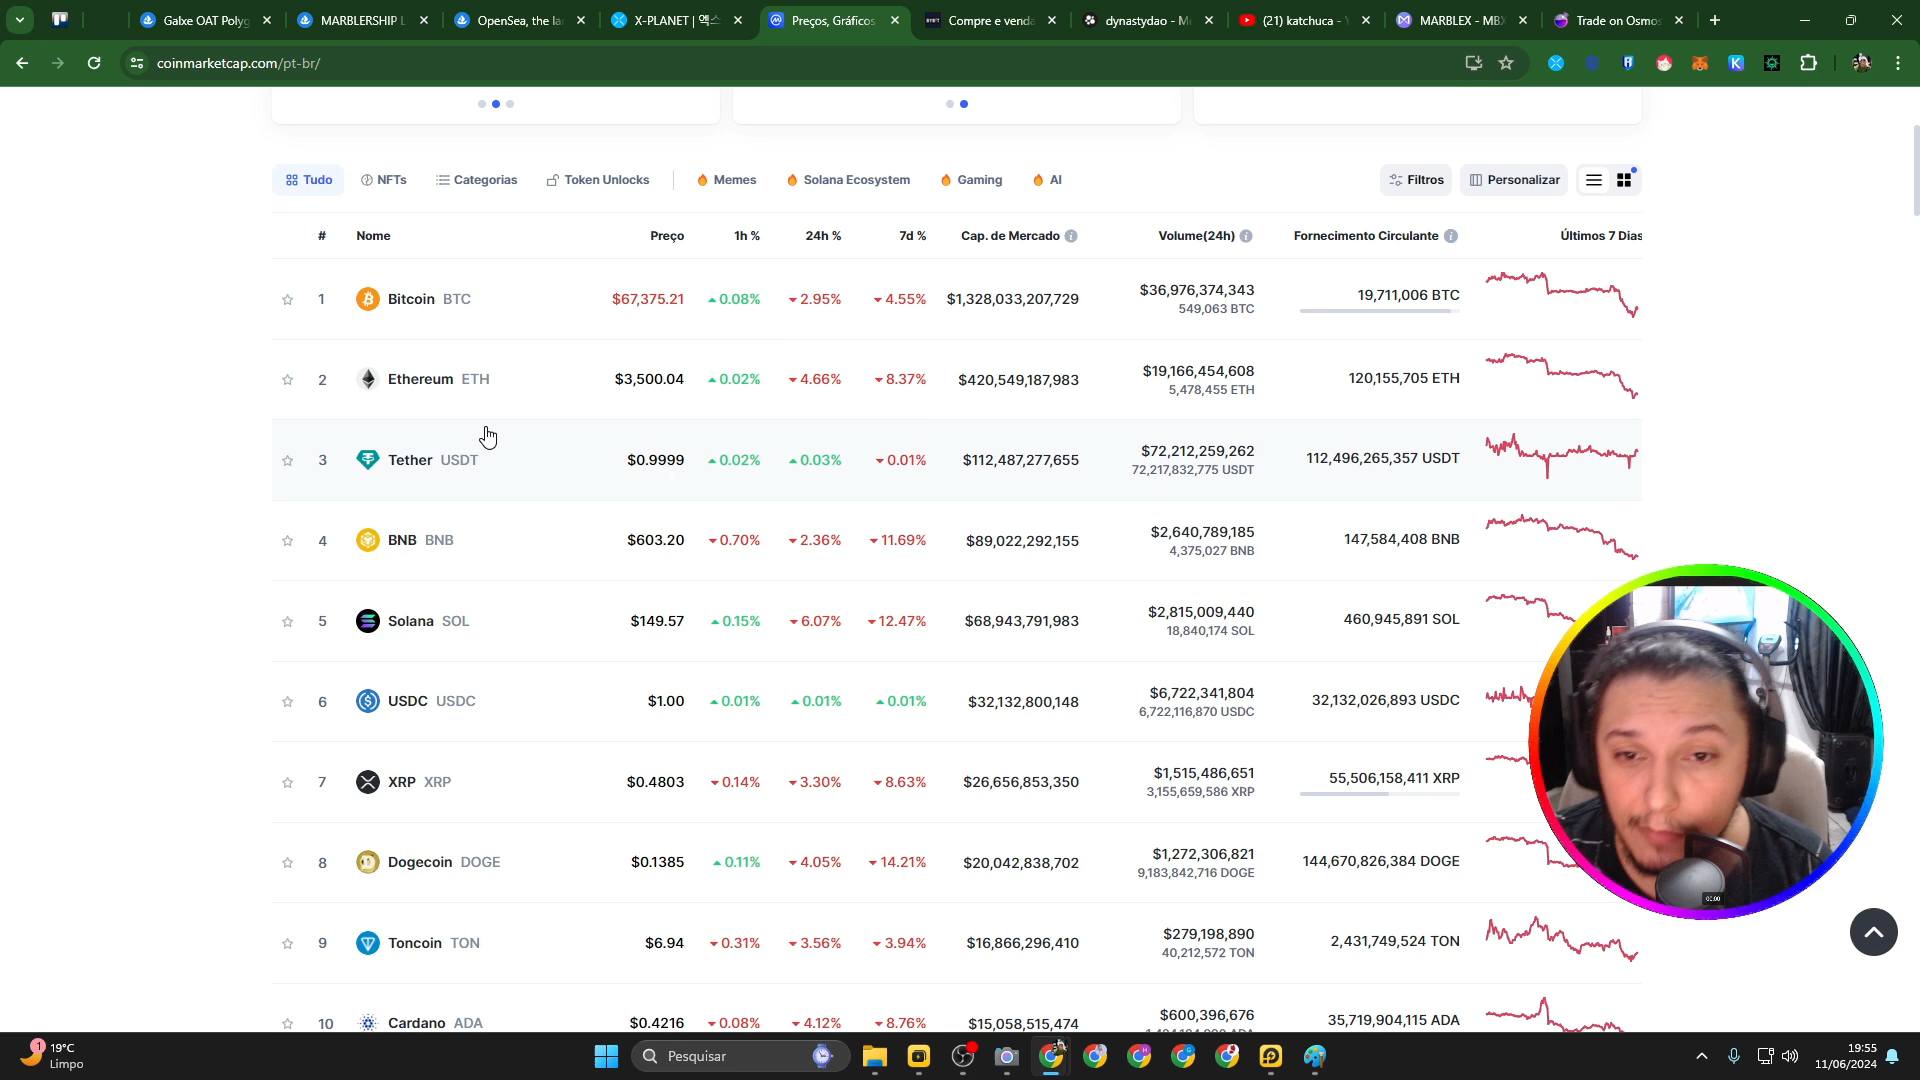 Galxe OAT Polyg
MARBLERSHIP L
OpenSea, the la
X-PLANET | 엑스
Preços, Gráficos
BYBIT Compre e venda
dynastydao - M
(21) katchuca - Y
MARBLEX - MBX
Trade on Osmos
coinmarketcap.com/pt-br/
Tudo NFTs Categorias Token Unlocks Memes Solana Ecosystem Gaming AI Filtros Personalizar
# Nome Preço 1h % 24h % 7d % Cap. de Mercado Volume(24h) Fornecimento Circulante Últimos 7 Dias
1 Bitcoin BTC $67,375.21 0.08% 2.95% 4.55% $1,328,033,207,729 $36,976,374,343 19,711,006 BTC
549,063 BTC
2 Ethereum ETH $3,500.04 0.02% 4.66% 8.37% $420,549,187,983 $19,166,454,608 120,155,705 ETH
5,478,455 ETH
3 Tether USDT $0.9999 0.02% 0.03% 0.01% $112,487,277,655 $72,212,259,262 112,496,265,357 USDT
72,217,832,775 USDT
4 BNB BNB $603.20 0.70% 2.36% 11.69% $89,022,292,155 $2,640,789,185 147,584,408 BNB
4,375,027 BNB
5 Solana SOL $149.57 0.15% 6.07% 12.47% $68,943,791,983 $2,815,009,440 460,945,891 SOL
18,840,174 SOL
6 USDC USDC $1.00 0.01% 0.01% 0.01% $32,132,800,148 $6,722,341,804 32,132,026,893 USDC
6,722,116,870 USDC
7 XRP XRP $0.4803 0.14% 3.30% 8.63% $26,656,853,350 $1,515,486,651 55,506,158,411 XRP
3,155,659,586 XRP
8 Dogecoin DOGE $0.1385 0.11% 4.05% 14.21% $20,042,838,702 $1,272,306,821 144,670,826,384 DOGE
9,183,842,716 DOGE
00:00
9 Toncoin TON $6.94 0.31% 3.56% 3.94% $16,866,296,410 $279,198,890 2,431,749,524 TON
40,212,572 TON
10 Cardano ADA $0.4216 0.08% 4.12% 8.76% $15,058,515,474 $600,396,676 35,719,904,115 ADA
1 19°C
Limpo
Pesquisar
19:55
11/06/2024